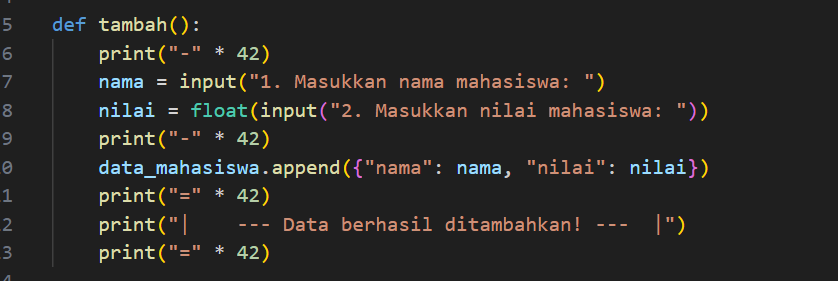 5 def tambah():
6 print("-" * 42)
7 nama = input("1. Masukkan nama mahasiswa: ")
8 nilai = float(input("2. Masukkan nilai mahasiswa: "))
9 print("-" * 42)
0 data_mahasiswa.append({"nama": nama, "nilai": nilai})
1 print("=" * 42)
2 print("|    --- Data berhasil ditambahkan! ---  |")
3 print("=" * 42)